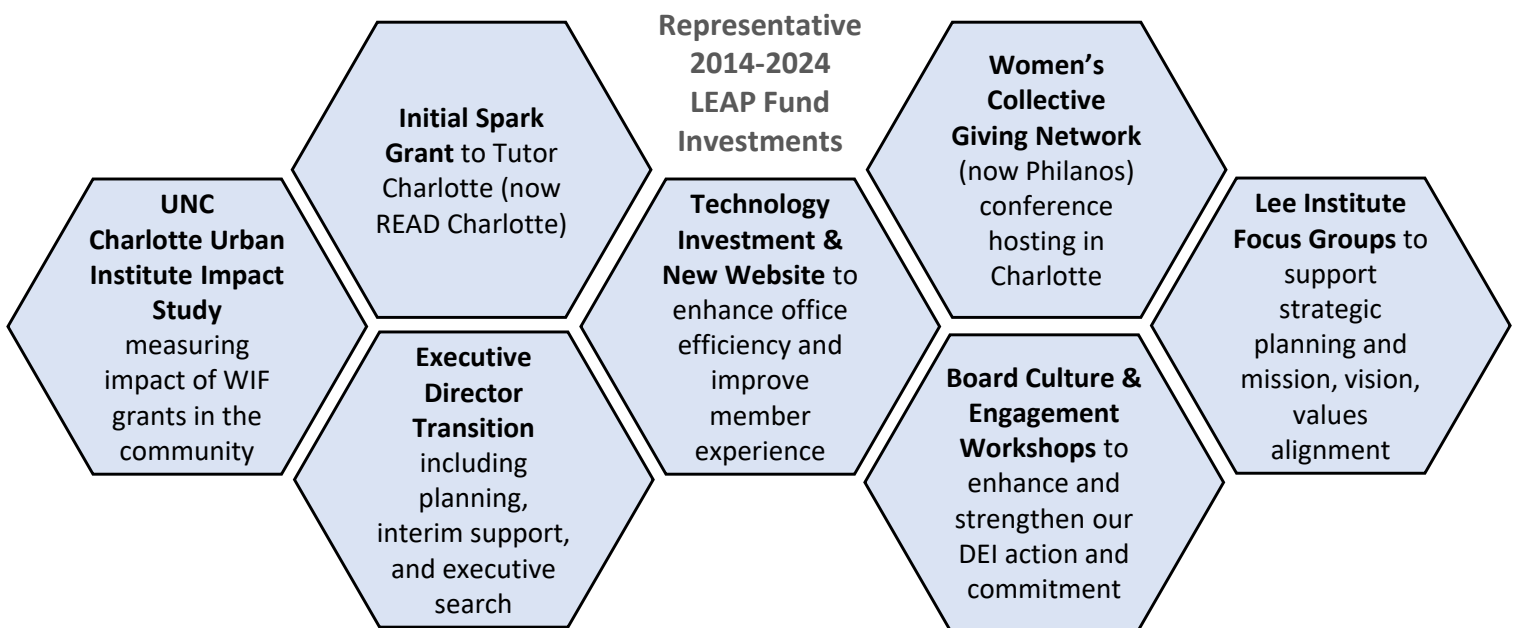 Representative
2014-2024
LEAP Fund
Investments
UNC
Charlotte Urban
Institute Impact
Study
measuring
impact of WIF
grants in the
community
Initial Spark
Grant to Tutor
Charlotte (now
READ Charlotte)
Executive
Director
Transition
including
planning,
interim support,
and executive
search
Technology
Investment &
New Website to
enhance office
efficiency and
improve
member
experience
Women’s
Collective
Giving Network
(now Philanos)
conference
hosting in
Charlotte
Board Culture &
Engagement
Workshops to
enhance and
strengthen our
DEI action and
commitment
Lee Institute
Focus Groups to
support
strategic
planning and
mission, vision,
values
alignment